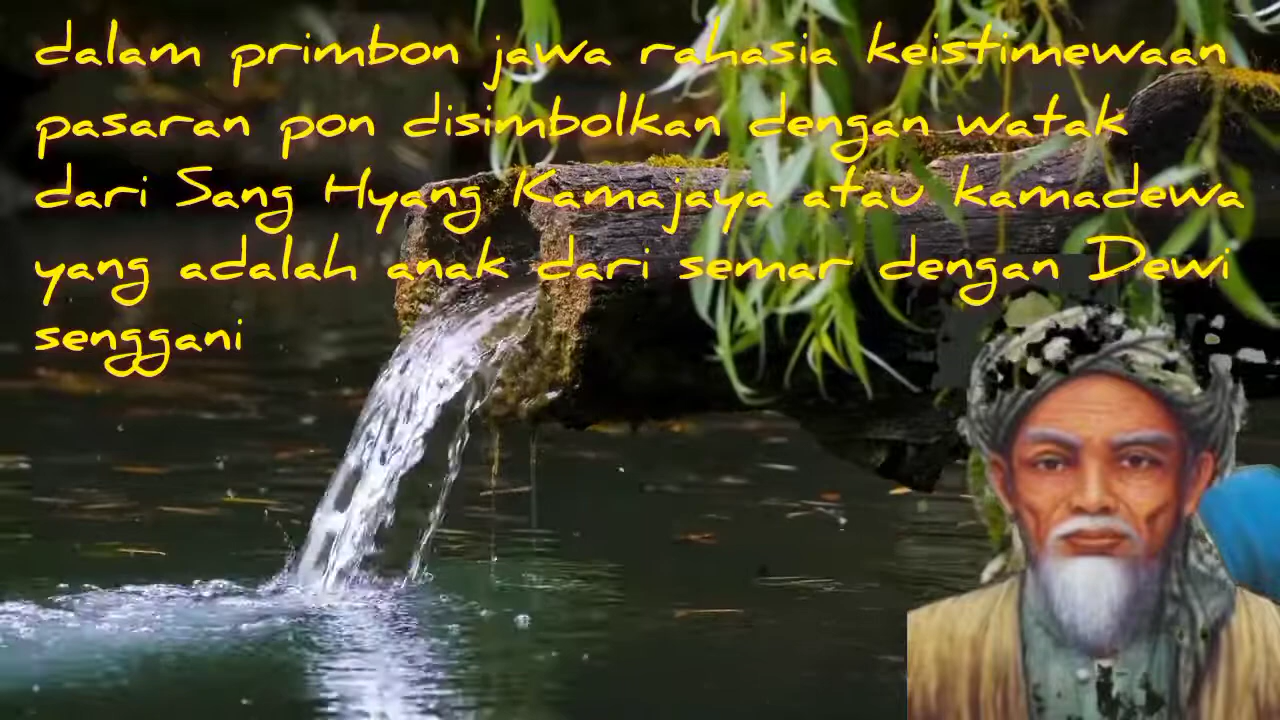 dalam primbon jawa rahasia keistimewaan
pasaran pon disimbolkan dengan watak
dari Sang Hyang Kamajaya atau kamadewa
yang adalah anak dari semar dengan Dewi
senggani